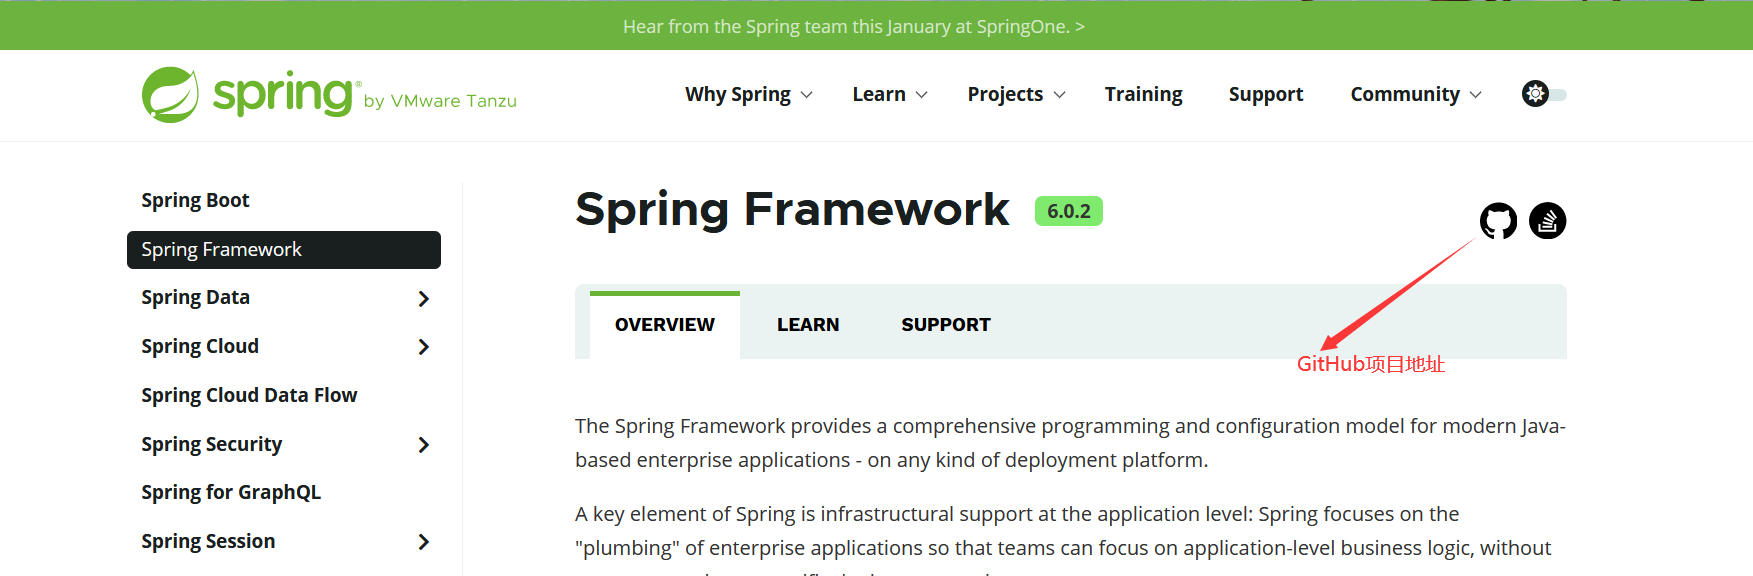 Hear from the Spring team this January at SpringOne. >
spring® by VMware Tanzu
Why Spring
Learn
Projects
Training
Support
Community
Spring Boot
Spring Framework
Spring Data
Spring Cloud
Spring Cloud Data Flow
Spring Security
Spring for GraphQL
Spring Session
Spring Framework 6.0.2
OVERVIEW
LEARN
SUPPORT
GitHub项目地址
The Spring Framework provides a comprehensive programming and configuration model for modern Java-
based enterprise applications - on any kind of deployment platform.
A key element of Spring is infrastructural support at the application level: Spring focuses on the
"plumbing" of enterprise applications so that teams can focus on application-level business logic, without